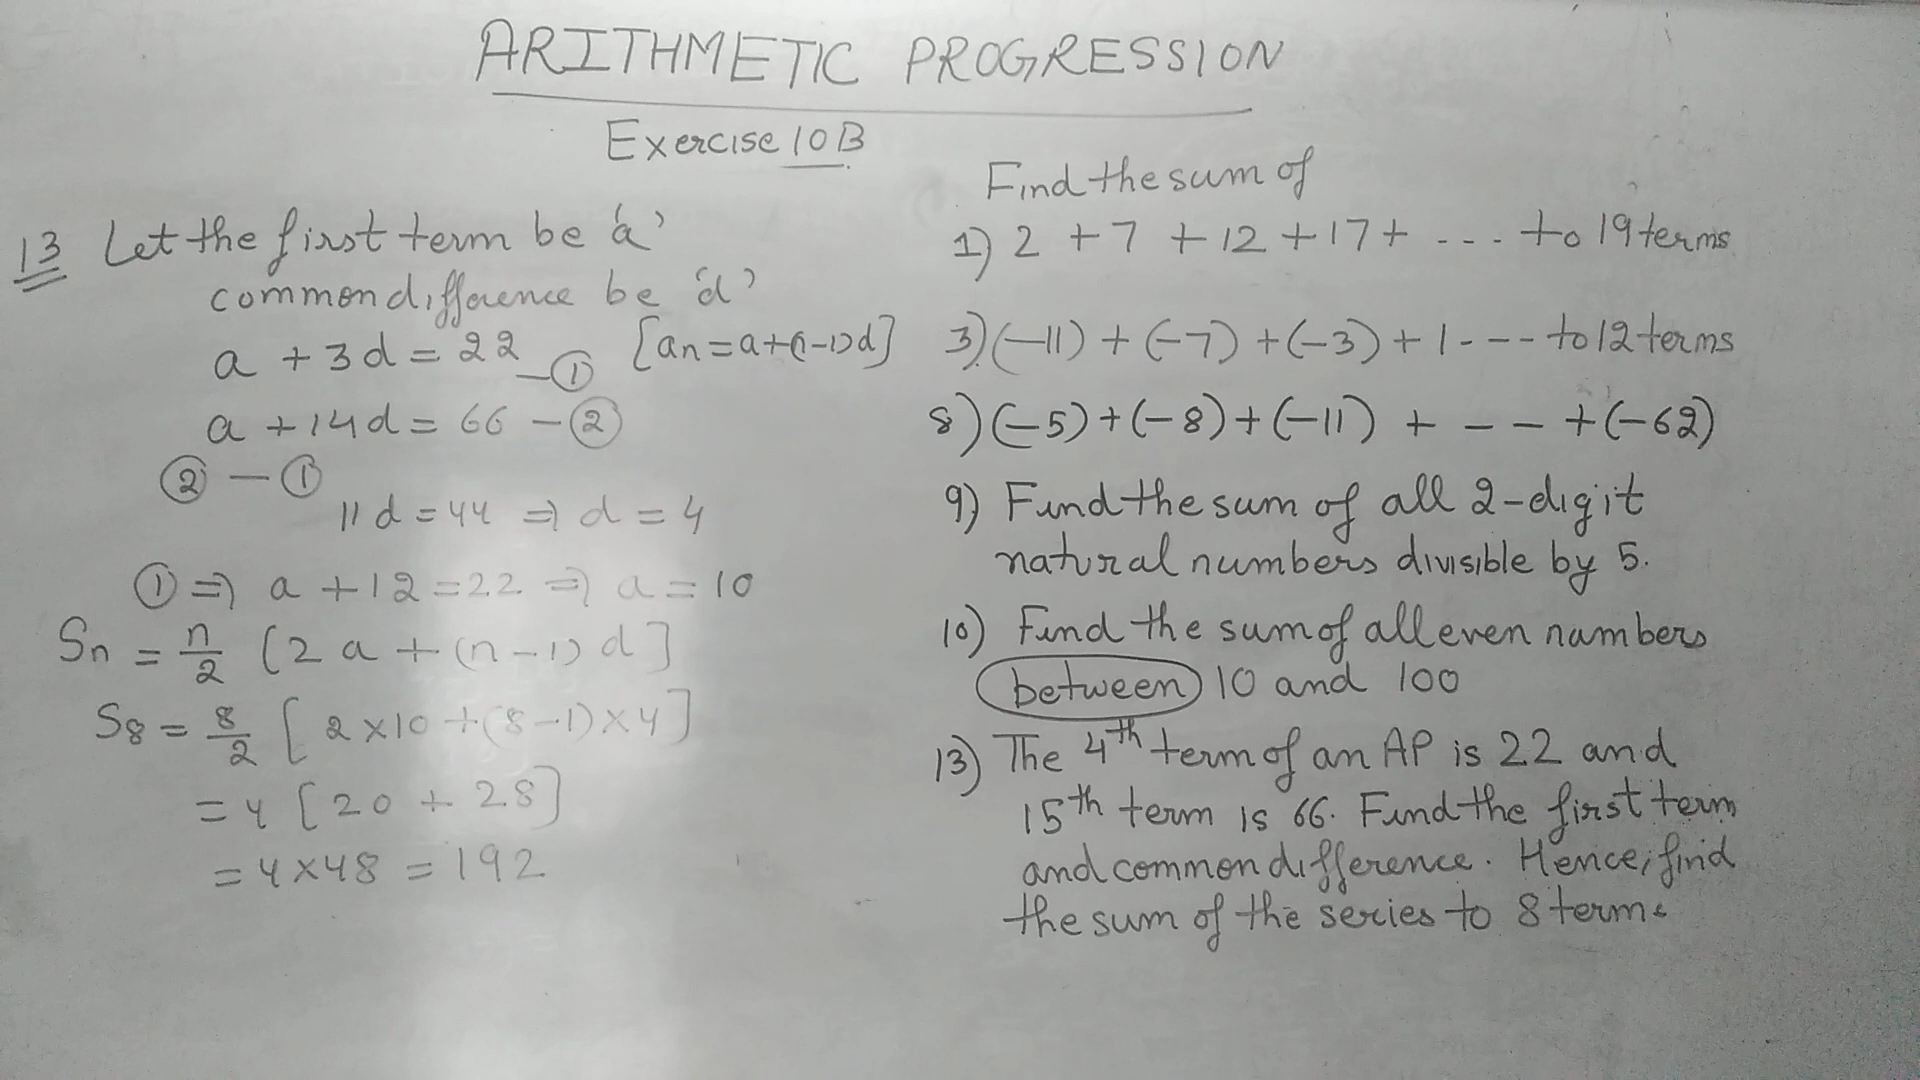 ARITHMETIC PROGRESSION
Exercise 10B
13 Let the first term be 'a'
common difference be 'd'
a + 3d = 22 — ① [an = a+(n-1)d]
a + 14d = 66 — ②
② — ①
11d = 44 ⇒ d = 4
① ⇒ a + 12 = 22 ⇒ a = 10
Sn = n/2 [2a + (n-1)d]
S8 = 8/2 [2×10 + (8-1)×4]
= 4 [20 + 28]
= 4×48 = 192
Find the sum of
1) 2 + 7 + 12 + 17 + ---. to 19 terms
3) (-11) + (-7) + (-3) + 1 --- to 12 terms
8) (-5) + (-8) + (-11) + --- + (-62)
9) Find the sum of all 2-digit
natural numbers divisible by 5.
10) Find the sum of all even numbers
between 10 and 100
13) The 4th term of an AP is 22 and
15th term is 66. Find the first term
and common difference. Hence, find
the sum of the series to 8 terms